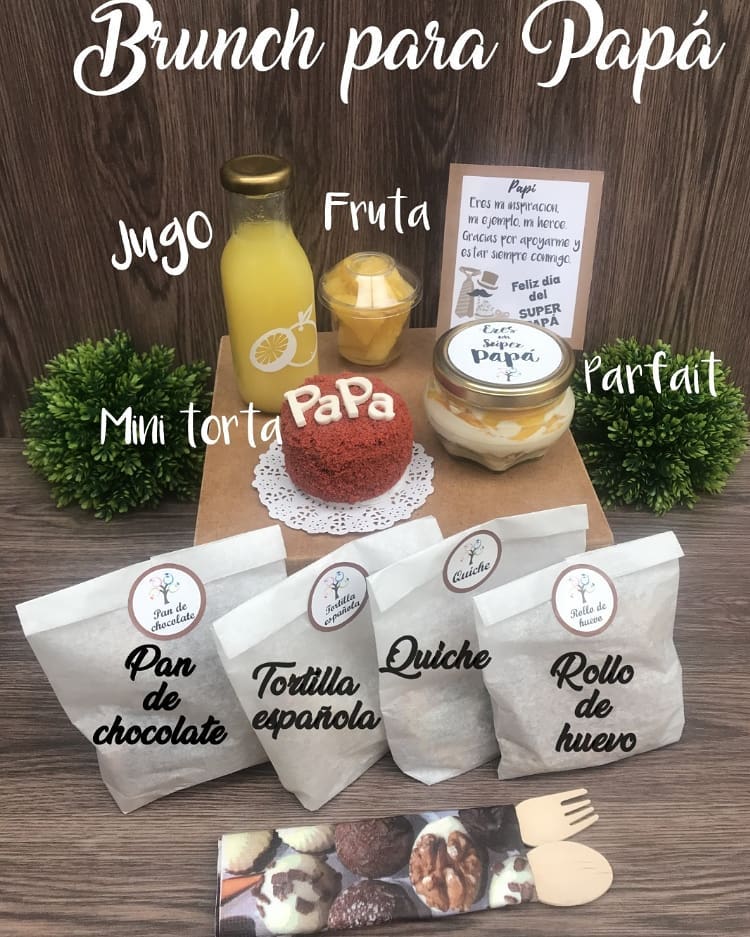 Brunch para Papá
Jugo
Fruta
Papi
Eres mi inspiracion,
mi ejemplo, mi heroe.
Gracias por apoyarme y
estar siempre conmigo.
Feliz día
del
SUPER
PAPÁ
Eres
un
Súper
Papá
Parfait
Mini torta
PaPa
Pan de
chocolate
Tortilla
española
Quiche
Rollo de
huevo
Pan
de
chocolate
Tortilla
española
Quiche
Rollo
de
huevo